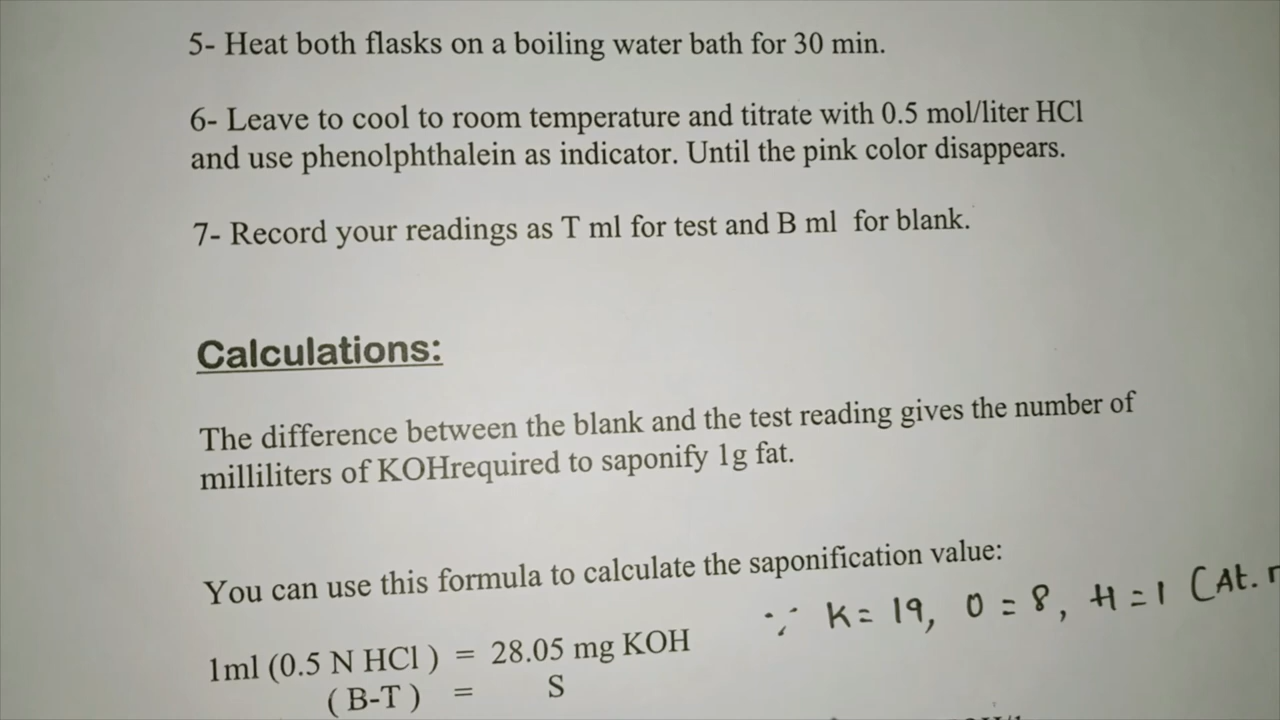 5- Heat both flasks on a boiling water bath for 30 min.
6- Leave to cool to room temperature and titrate with 0.5 mol/liter HCl
and use phenolphthalein as indicator. Until the pink color disappears.
7- Record your readings as T ml for test and B ml for blank.
Calculations:
The difference between the blank and the test reading gives the number of
milliliters of KOHrequired to saponify 1g fat.
You can use this formula to calculate the saponification value:
∵ K = 19, O = 8, H = 1 (At.
1ml (0.5 N HCl ) = 28.05 mg KOH
( B-T ) = S